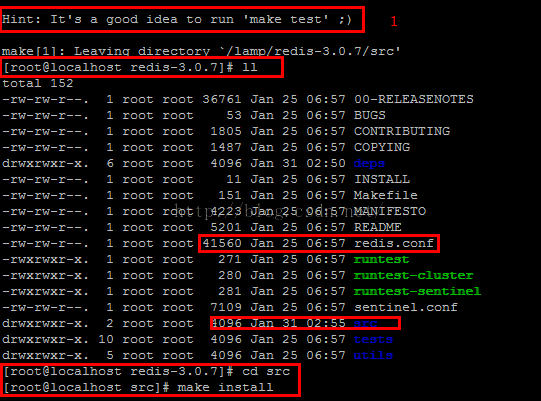 Hint: It's a good idea to run 'make test' ;)
1
make[1]: Leaving directory `/lamp/redis-3.0.7/src'
[root@localhost redis-3.0.7]# ll
total 152
-rw-rw-r--. 1 root root 36761 Jan 25 06:57 00-RELEASENOTES
-rw-rw-r--. 1 root root 53 Jan 25 06:57 BUGS
-rw-rw-r--. 1 root root 1805 Jan 25 06:57 CONTRIBUTING
-rw-rw-r--. 1 root root 1487 Jan 25 06:57 COPYING
drwxrwxr-x. 6 root root 4096 Jan 31 02:50 deps
-rw-rw-r--. 1 root root 11 Jan 25 06:57 INSTALL
-rw-rw-r--. 1 root root 151 Jan 25 06:57 Makefile
-rw-rw-r--. 1 root root 4223 Jan 25 06:57 MANIFESTO
-rw-rw-r--. 1 root root 5201 Jan 25 06:57 README
-rw-rw-r--. 1 root root 41560 Jan 25 06:57 redis.conf
-rwxrwxr-x. 1 root root 271 Jan 25 06:57 runtest
-rwxrwxr-x. 1 root root 280 Jan 25 06:57 runtest-cluster
-rwxrwxr-x. 1 root root 281 Jan 25 06:57 runtest-sentinel
-rw-rw-r--. 1 root root 7109 Jan 25 06:57 sentinel.conf
drwxrwxr-x. 2 root root 4096 Jan 31 02:55 src
drwxrwxr-x. 10 root root 4096 Jan 25 06:57 tests
drwxrwxr-x. 5 root root 4096 Jan 25 06:57 utils
[root@localhost redis-3.0.7]# cd src
[root@localhost src]# make install